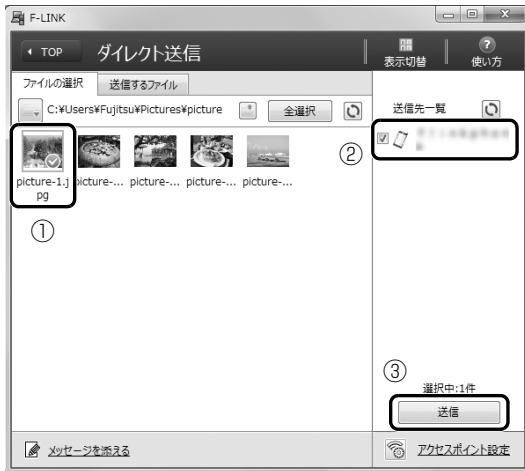 F-LINK
TOP ダイレクト送信
表示切替
?
使い方
ファイルの選択 送信するファイル
C:¥Users¥Fujitsu¥Pictures¥picture 全選択
送信先一覧
②
picture-1.j
pg
picture-... picture-... picture-... picture-...
①
③
選択中:1件
送信
メッセージを添える
アクセスポイント設定